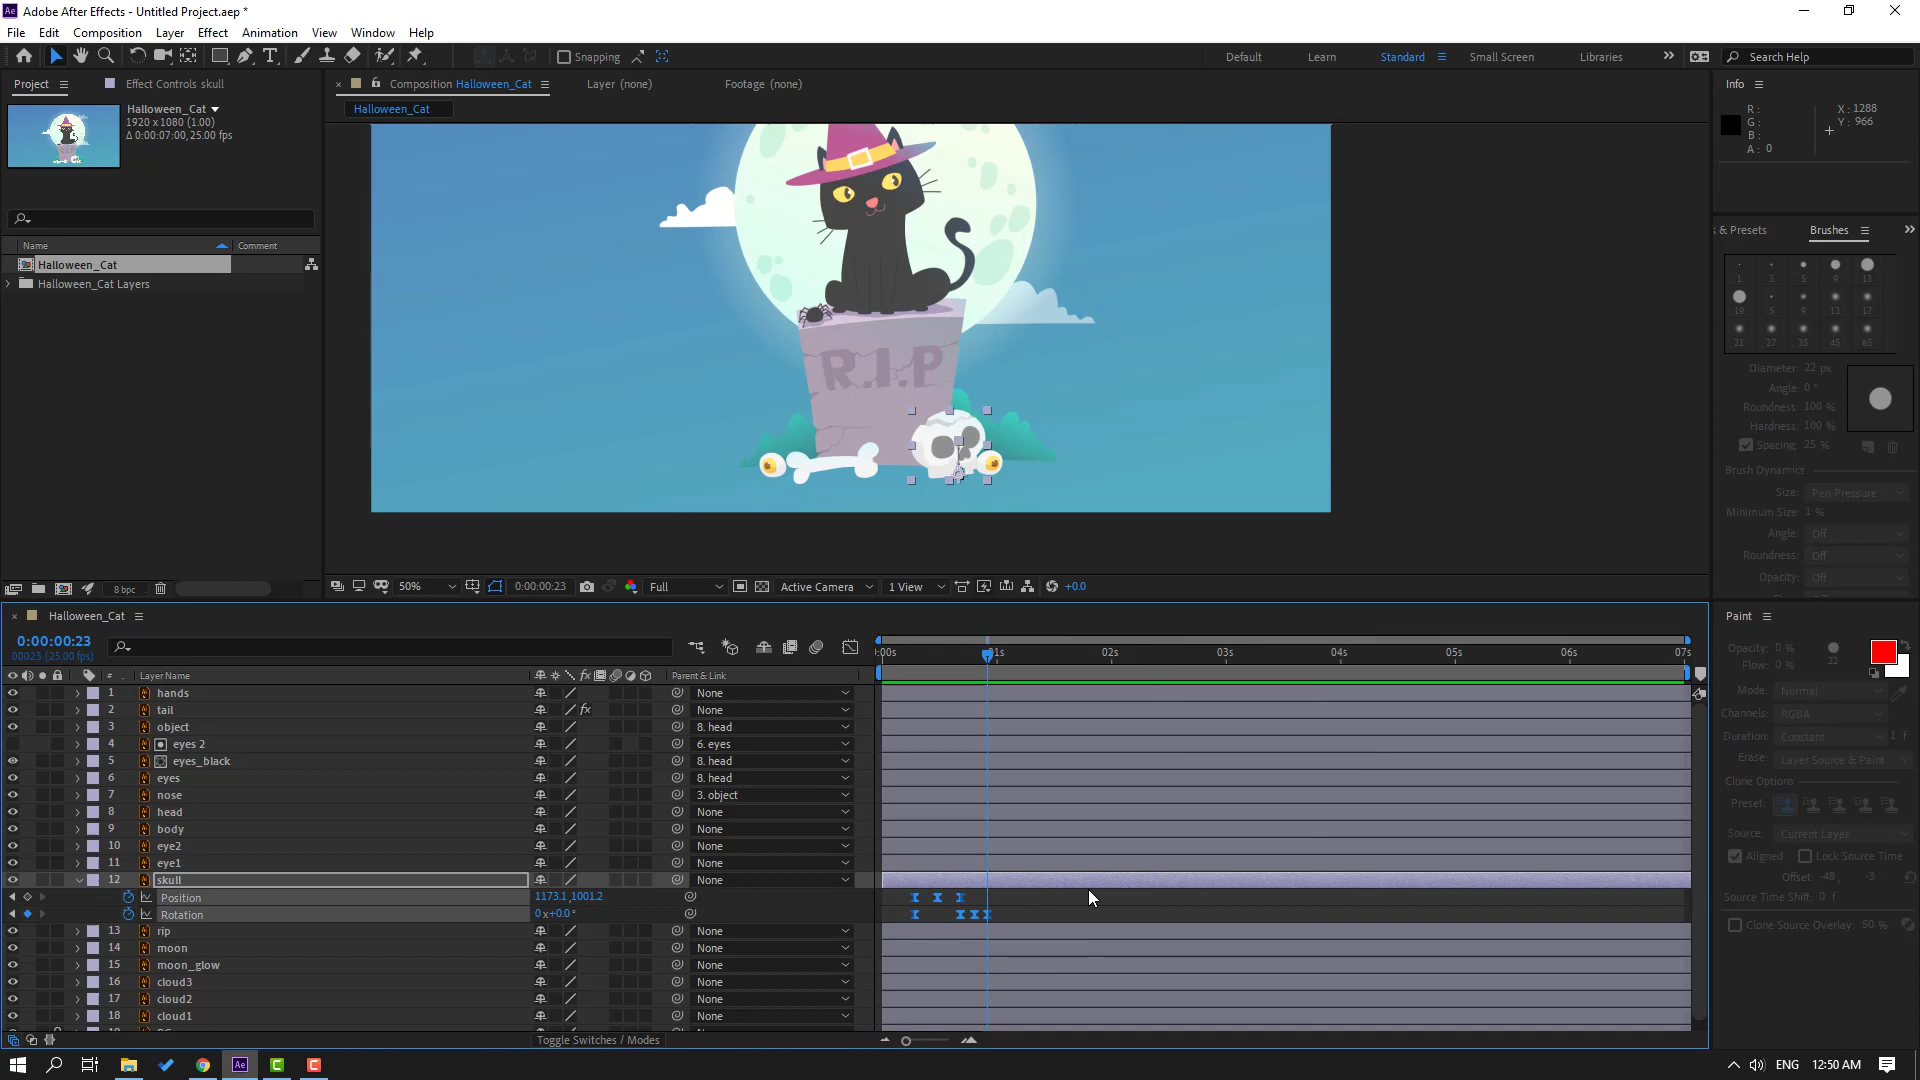 Adobe After Effects - Untitled Project.aep *
File Edit Composition Layer Effect Animation View Window Help
Snapping
Default Learn Standard Small Screen Libraries
Search Help
Project
Effect Controls skull
Composition Halloween_Cat
Layer (none)
Footage (none)
Info
Halloween_Cat
1920 x 1080 (1.00)
Δ 0:00:07:00, 25.00 fps
Halloween_Cat
R :
G :
B :
A : 0
X : 1288
Y : 966
Name Comment
Halloween_Cat
Halloween_Cat Layers
& Presets Brushes
1 3 5 9 13
19 5 9 13 17
21 27 35 45 65
Diameter: 22 px
Angle: 0 °
Roundness: 100 %
Hardness: 100 %
Spacing: 25 %
Brush Dynamics
Size: Pen Pressure
Minimum Size: 1 %
Angle: Off
Roundness: Off
Opacity: Off
R.I.P
8 bpc
50% 0:00:00:23 Full Active Camera 1 View +0.0
Halloween_Cat
0:00:00:23
00023 (25.00 fps)
:00s 01s 02s 03s 04s 05s 06s 07s
# Layer Name fx Parent & Link
1 hands None
2 tail fx None
3 object 8. head
4 eyes 2 6. eyes
5 eyes_black 8. head
6 eyes 8. head
7 nose 3. object
8 head None
9 body None
10 eye2 None
11 eye1 None
12 skull None
Position 1173.1 ,1001.2
Rotation 0 x+0.0 °
13 rip None
14 moon None
15 moon_glow None
16 cloud3 None
17 cloud2 None
18 cloud1 None
Toggle Switches / Modes
Paint
Opacity: 0 %
Flow: 0 %
22
Mode: Normal
Channels: RGBA
Duration: Constant 1 f
Erase: Layer Source & Paint
Clone Options
Preset:
Source: Current Layer
Aligned Lock Source Time
Offset: -48 , -3
Source Time Shift: 0 f
Clone Source Overlay: 50 %
Ae
ENG 12:50 AM